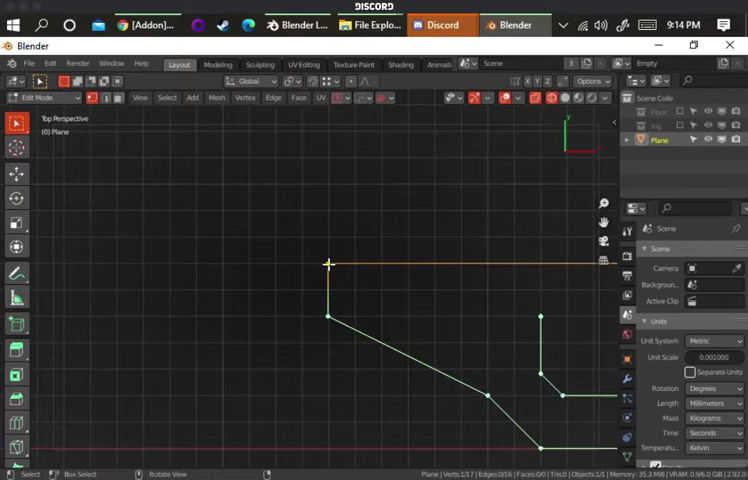 DISCORD
[Addon]... Blender L... File Explo... Discord Blender 9:14 PM
Blender
File Edit Render Window Help Layout Modeling Sculpting UV Editing Texture Paint Shading Animati Scene 3 Empty
Global Options
X Y Z
Edit Mode View Select Add Mesh Vertex Edge Face UV
Scene Colle
Floor
Rig
Plane
Top Perspective
(0) Plane
y
Scene
Scene
Camera
Backgroun..
Active Clip
Units
Unit System Metric
Unit Scale 0.001000
Separate Units
Rotation Degrees
Length Millimeters
Mass Kilograms
Time Seconds
Temperatu.. Kelvin
Select Box Select Rotate View Plane | Verts:1/17 | Edges:0/16 | Faces:0/0 | Tris:0 | Objects:1/1 | Memory: 35.3 MiB | VRAM: 0.9/6.0 GiB | 2.92.0